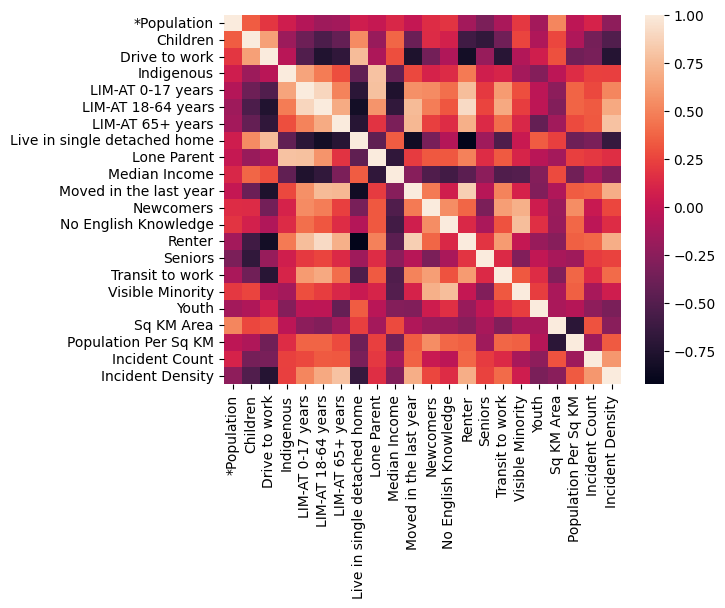 *Population
Children
Drive to work
Indigenous
LIM-AT 0-17 years
LIM-AT 18-64 years
LIM-AT 65+ years
Live in single detached home
Lone Parent
Median Income
Moved in the last year
Newcomers
No English Knowledge
Renter
Seniors
Transit to work
Visible Minority
Youth
Sq KM Area
Population Per Sq KM
Incident Count
Incident Density
*Population
Children
Drive to work
Indigenous
LIM-AT 0-17 years
LIM-AT 18-64 years
LIM-AT 65+ years
Live in single detached home
Lone Parent
Median Income
Moved in the last year
Newcomers
No English Knowledge
Renter
Seniors
Transit to work
Visible Minority
Youth
Sq KM Area
Population Per Sq KM
Incident Count
Incident Density
1.00
0.75
0.50
0.25
0.00
−0.25
−0.50
−0.75